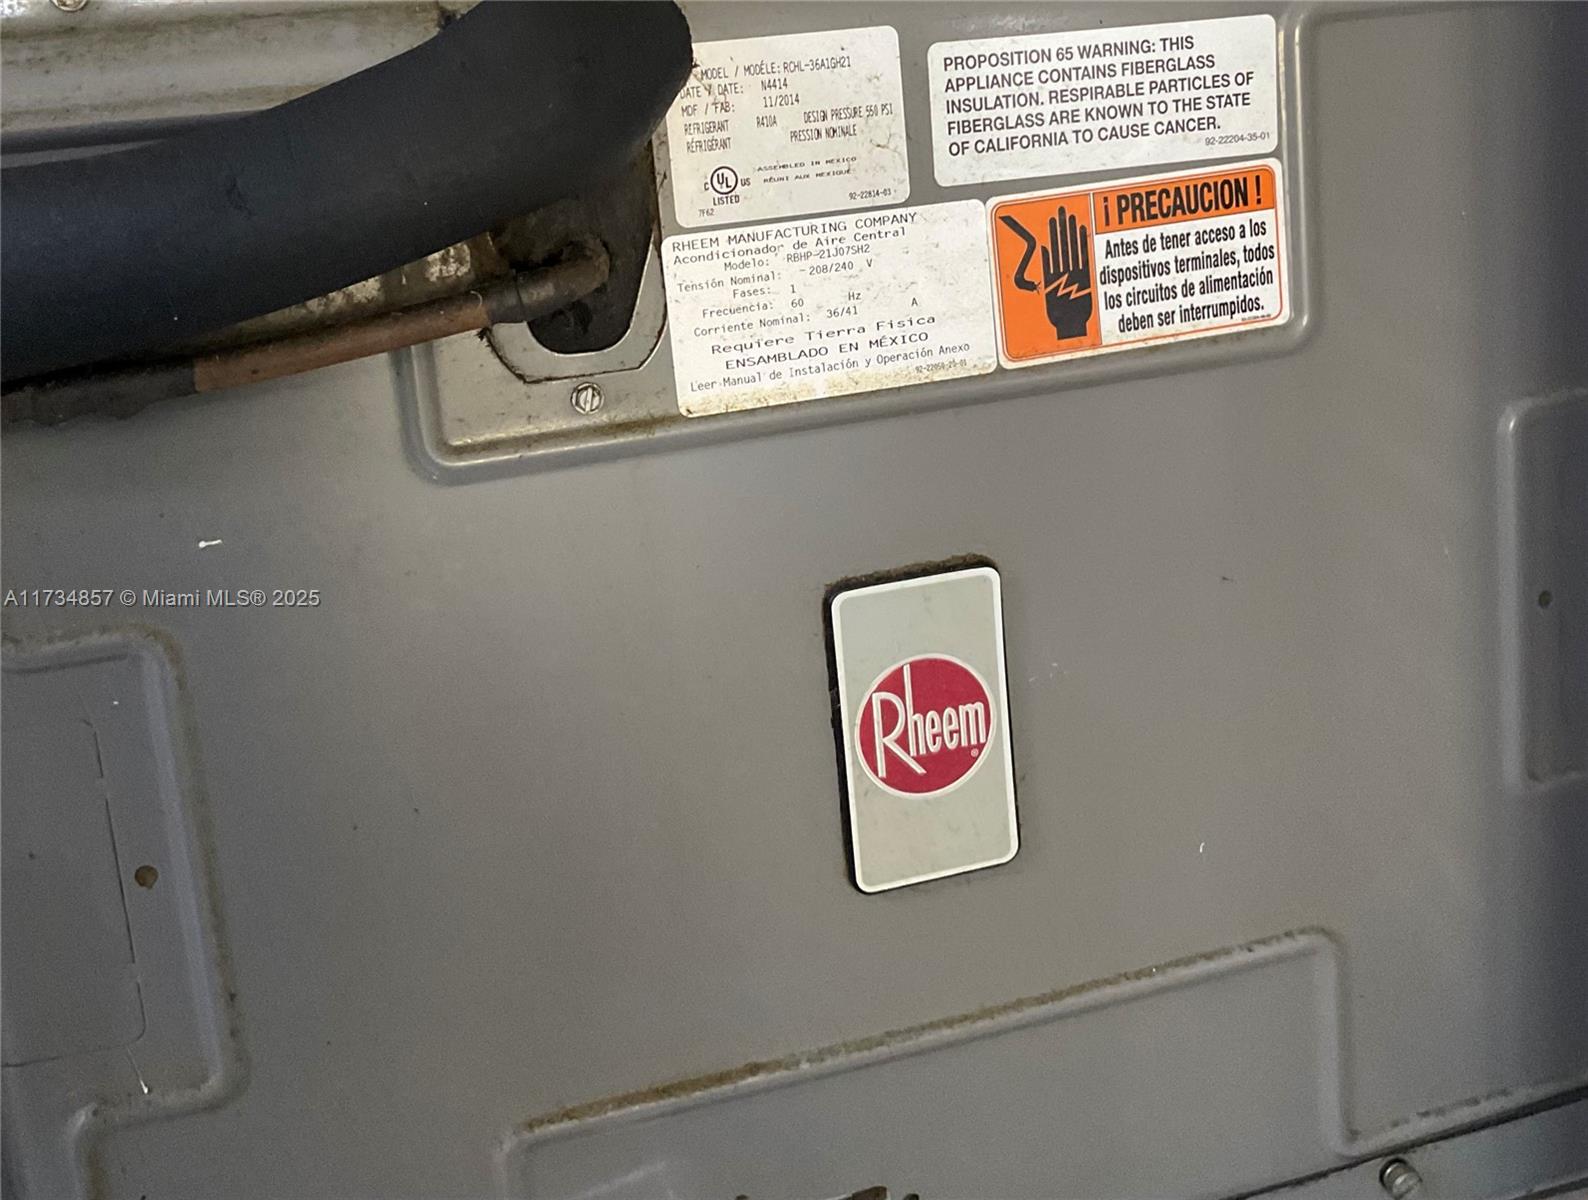 MODEL / MODÈLE: RCHL-36A1GH21
DATE Y DATE: N4414
MDF / FAB: 11/2014
REFRIGERANT R410A DESIGN PRESSURE 550 PSI
RÉFRIGÉRANT PRESSION NOMINALE
C UL US
LISTED
ASSEMBLED IN MEXICO
RÉUNI AUX MEXIQUE
7F62 92-22814-03
PROPOSITION 65 WARNING: THIS
APPLIANCE CONTAINS FIBERGLASS
INSULATION. RESPIRABLE PARTICLES OF
FIBERGLASS ARE KNOWN TO THE STATE
OF CALIFORNIA TO CAUSE CANCER.
92-22204-35-01
RHEEM MANUFACTURING COMPANY
Acondicionador de Aire Central
Modelo: RBHP-21J07SH2
Tensión Nominal: 208/240 V
Fases: 1
Frecuencia: 60 Hz
Corriente Nominal: 36/41 A
Requiere Tierra Fisica
ENSAMBLADO EN MÉXICO
Leer Manual de Instalación y Operación Anexo
¡ PRECAUCION !
Antes de tener acceso a los
dispositivos terminales, todos
los circuitos de alimentación
deben ser interrumpidos.
A11734857 © Miami MLS® 2025
Rheem®